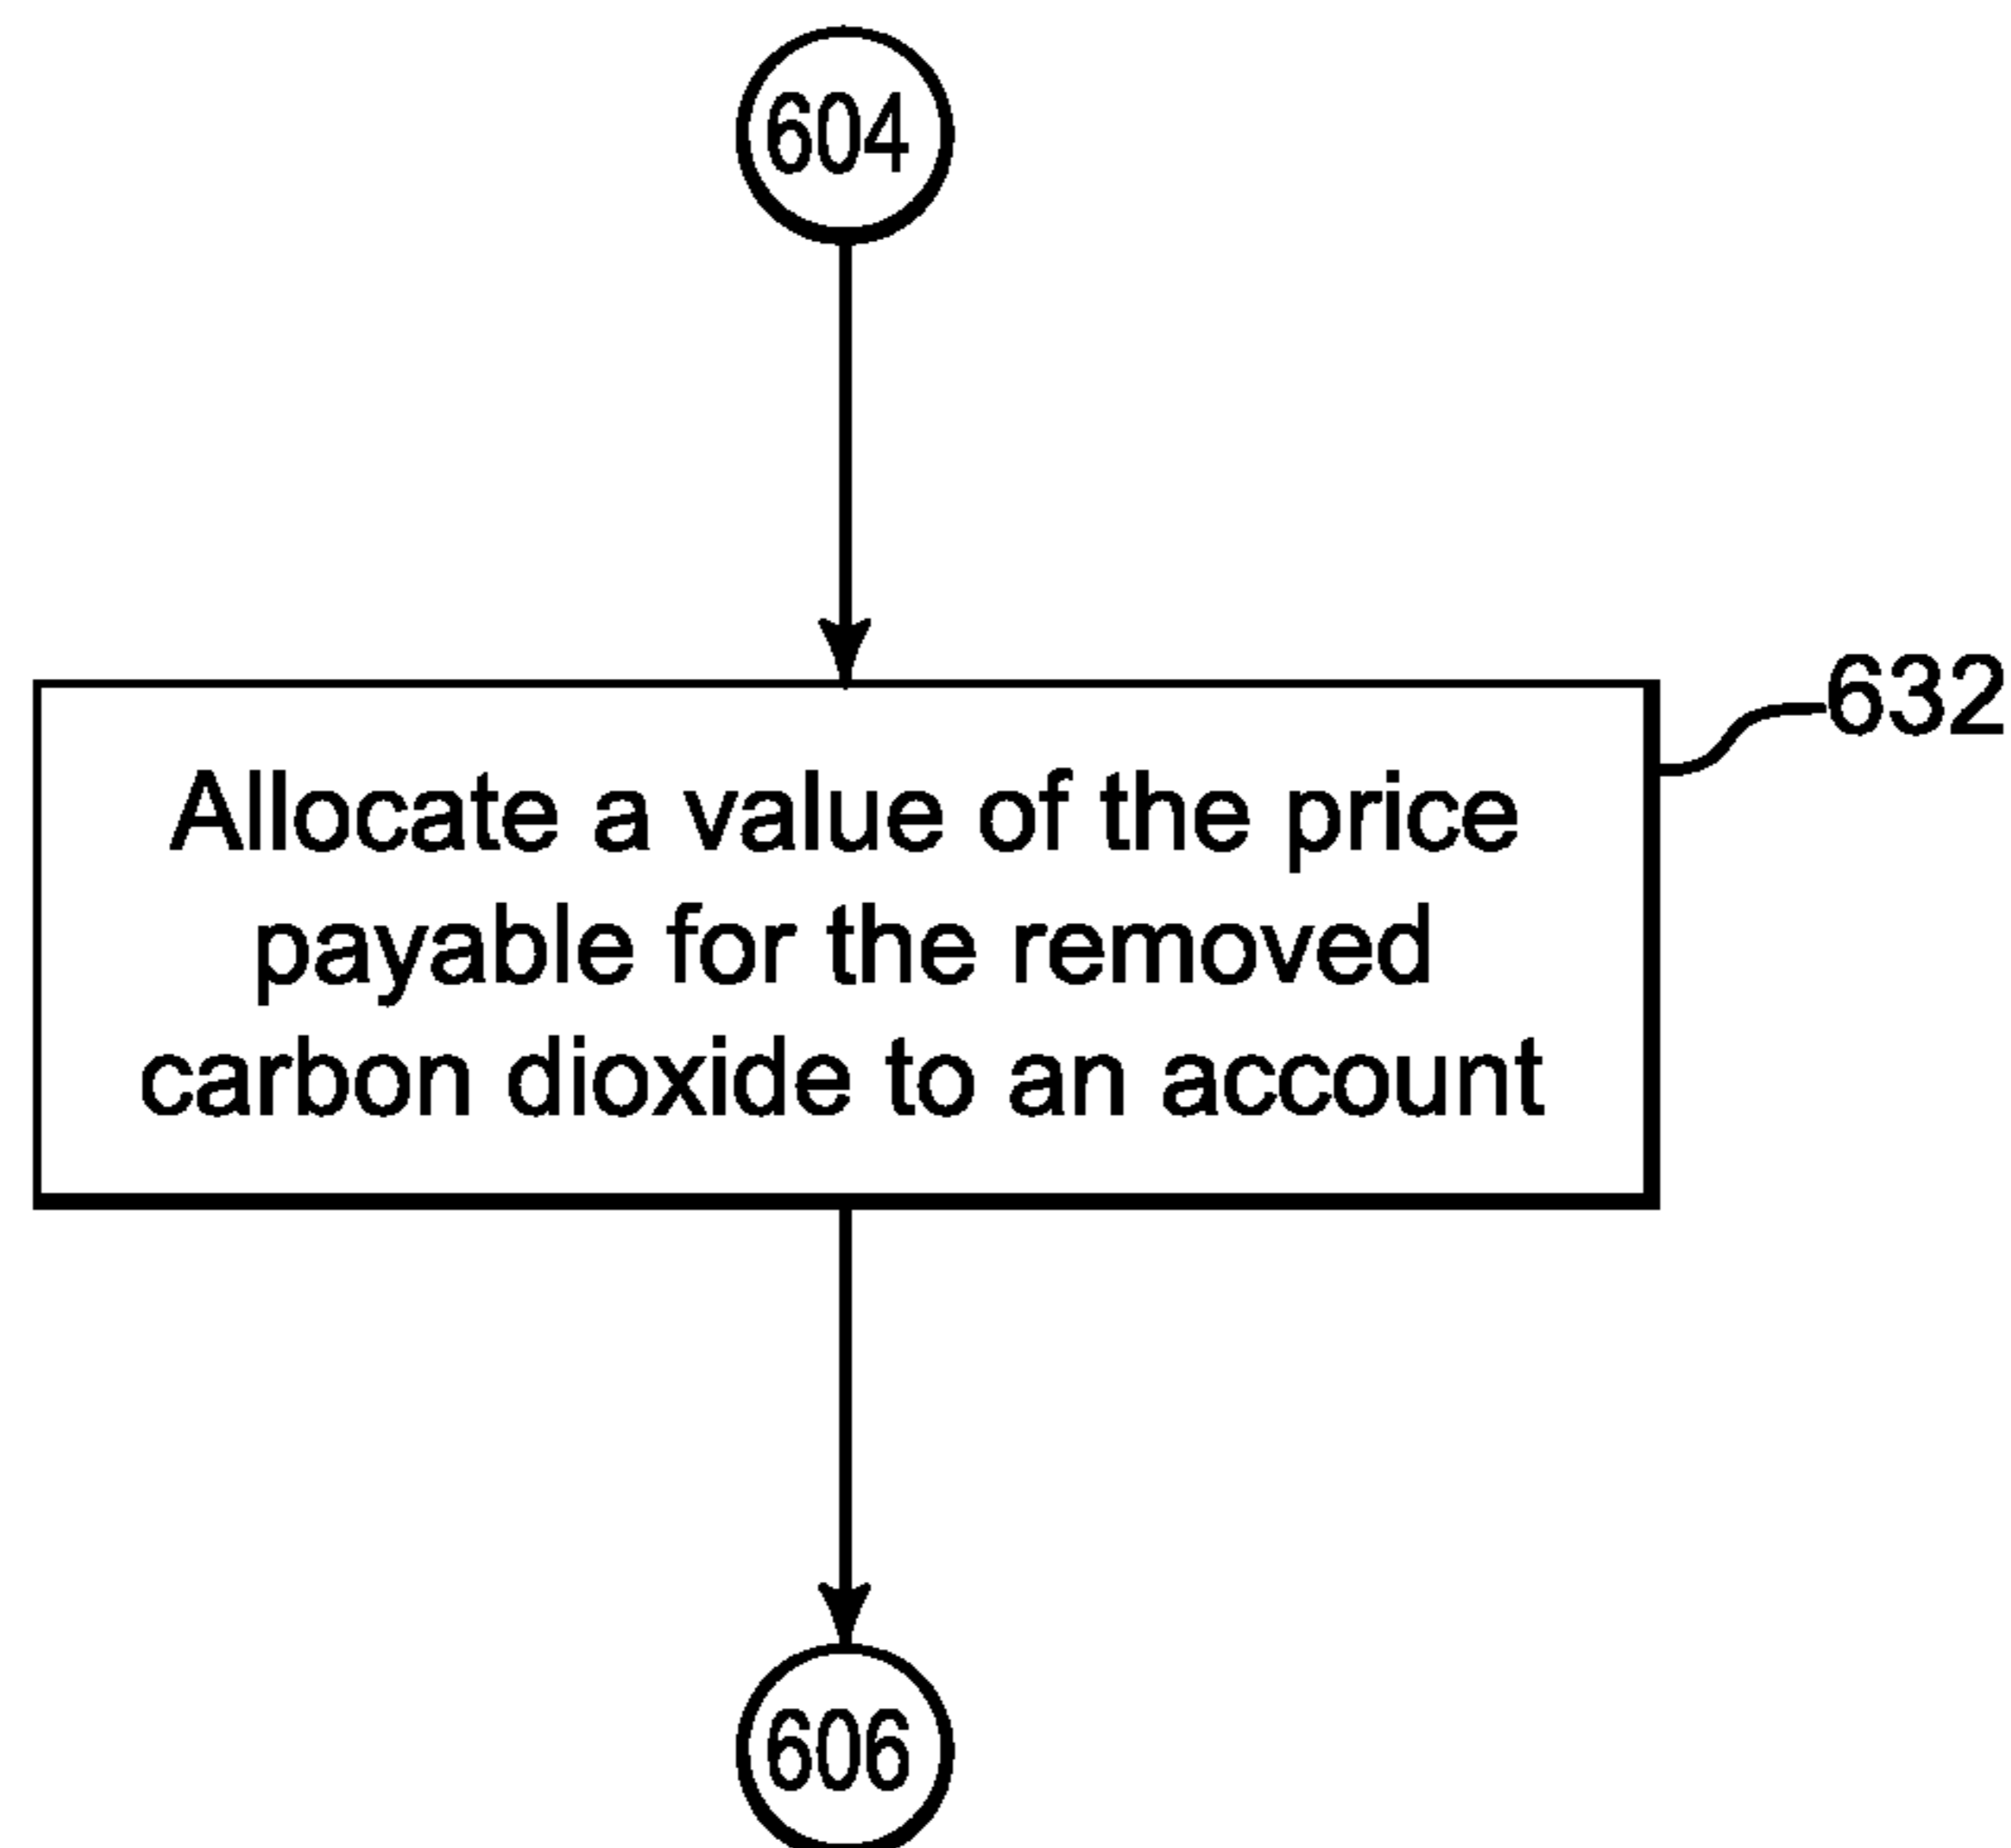 604
632
Allocate a value of the price
payable for the removed
carbon dioxide to an account
606